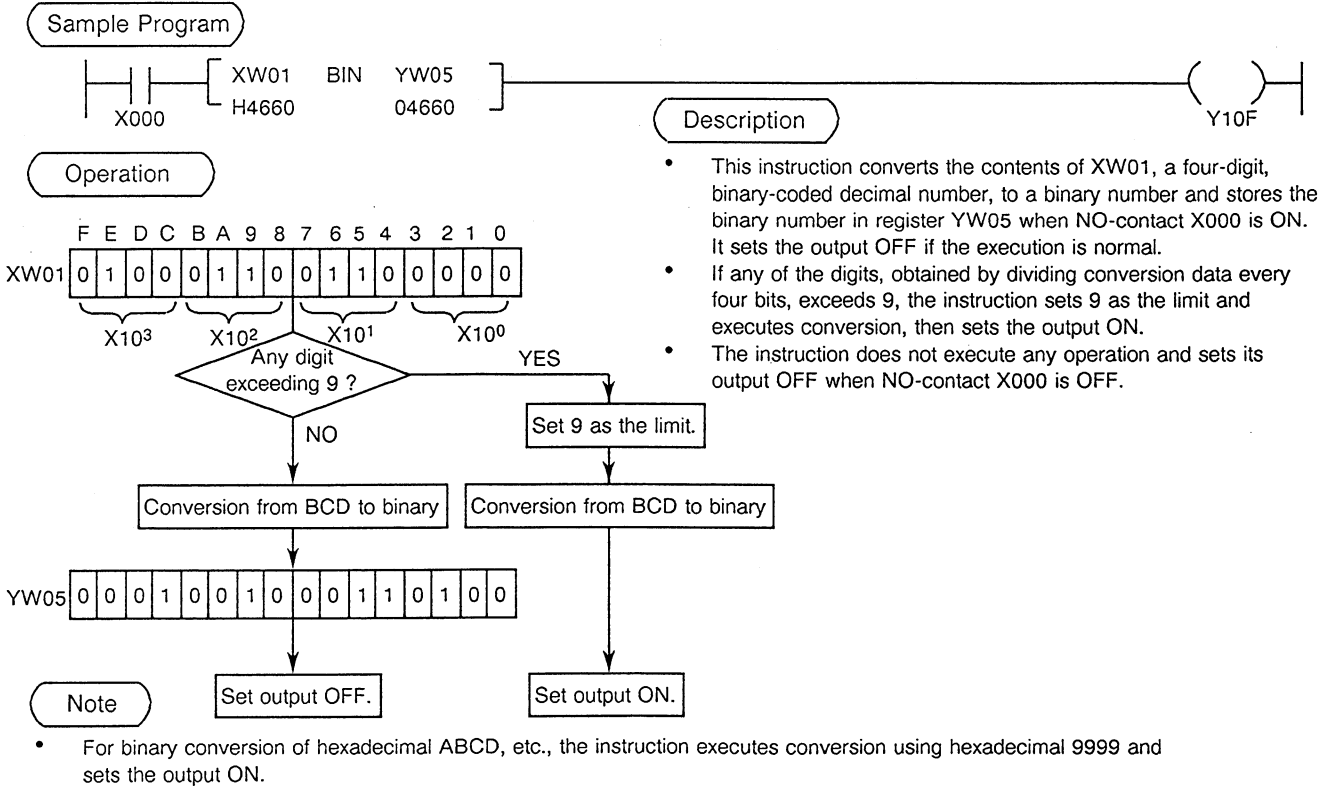 Sample Program
XW01 BIN YW05
H4660 04660
X000
Y10F
Description
• This instruction converts the contents of XW01, a four-digit,
binary-coded decimal number, to a binary number and stores the
binary number in register YW05 when NO-contact X000 is ON.
It sets the output OFF if the execution is normal.
• If any of the digits, obtained by dividing conversion data every
four bits, exceeds 9, the instruction sets 9 as the limit and
executes conversion, then sets the output ON.
• The instruction does not execute any operation and sets its
output OFF when NO-contact X000 is OFF.
Operation
F E D C B A 9 8 7 6 5 4 3 2 1 0
XW01 0 1 0 0 0 1 1 0 0 1 1 0 0 0 0 0
X10³ X10² X10¹ X10⁰
Any digit
exceeding 9 ?
YES
NO
Set 9 as the limit.
Conversion from BCD to binary
Conversion from BCD to binary
YW05 0 0 0 1 0 0 1 0 0 0 1 1 0 1 0 0
Set output OFF.
Set output ON.
Note
• For binary conversion of hexadecimal ABCD, etc., the instruction executes conversion using hexadecimal 9999 and
sets the output ON.